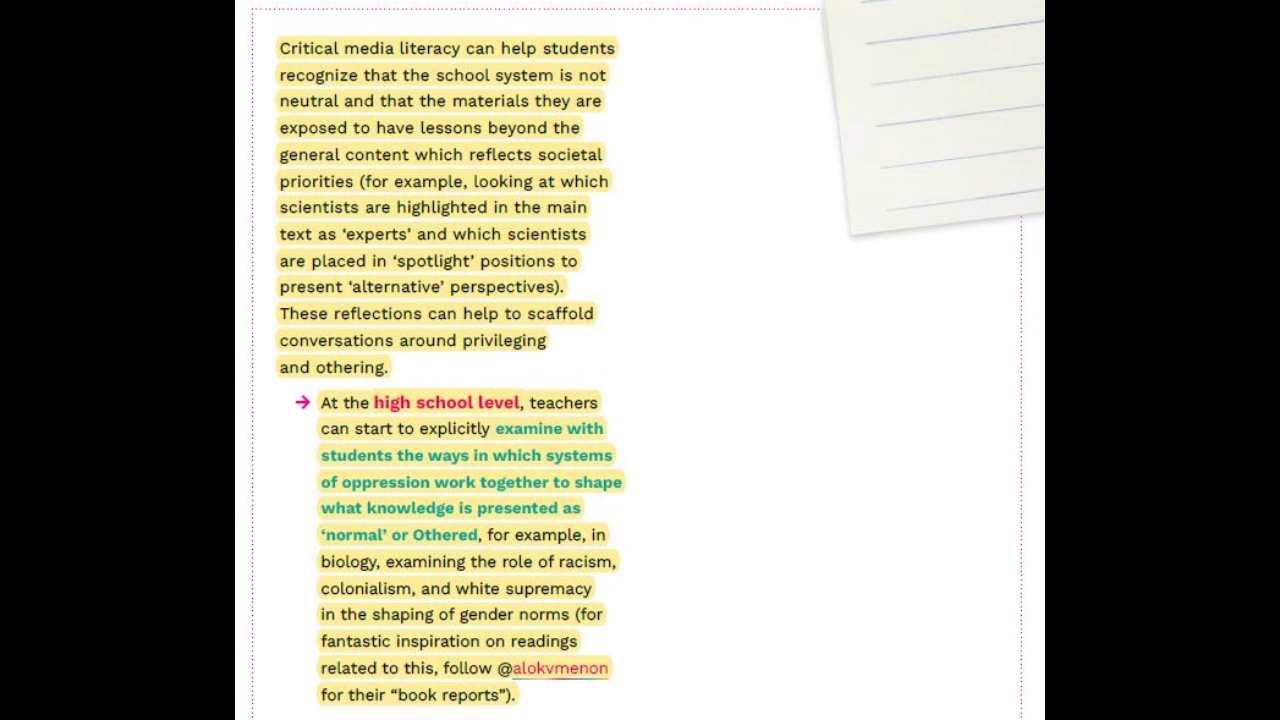 Critical media literacy can help students
recognize that the school system is not
neutral and that the materials they are
exposed to have lessons beyond the
general content which reflects societal
priorities (for example, looking at which
scientists are highlighted in the main
text as ‘experts’ and which scientists
are placed in ‘spotlight’ positions to
present ‘alternative’ perspectives).
These reflections can help to scaffold
conversations around privileging
and othering.
→ At the high school level, teachers
can start to explicitly examine with
students the ways in which systems
of oppression work together to shape
what knowledge is presented as
‘normal’ or Othered, for example, in
biology, examining the role of racism,
colonialism, and white supremacy
in the shaping of gender norms (for
fantastic inspiration on readings
related to this, follow @alokvmenon
for their “book reports”).